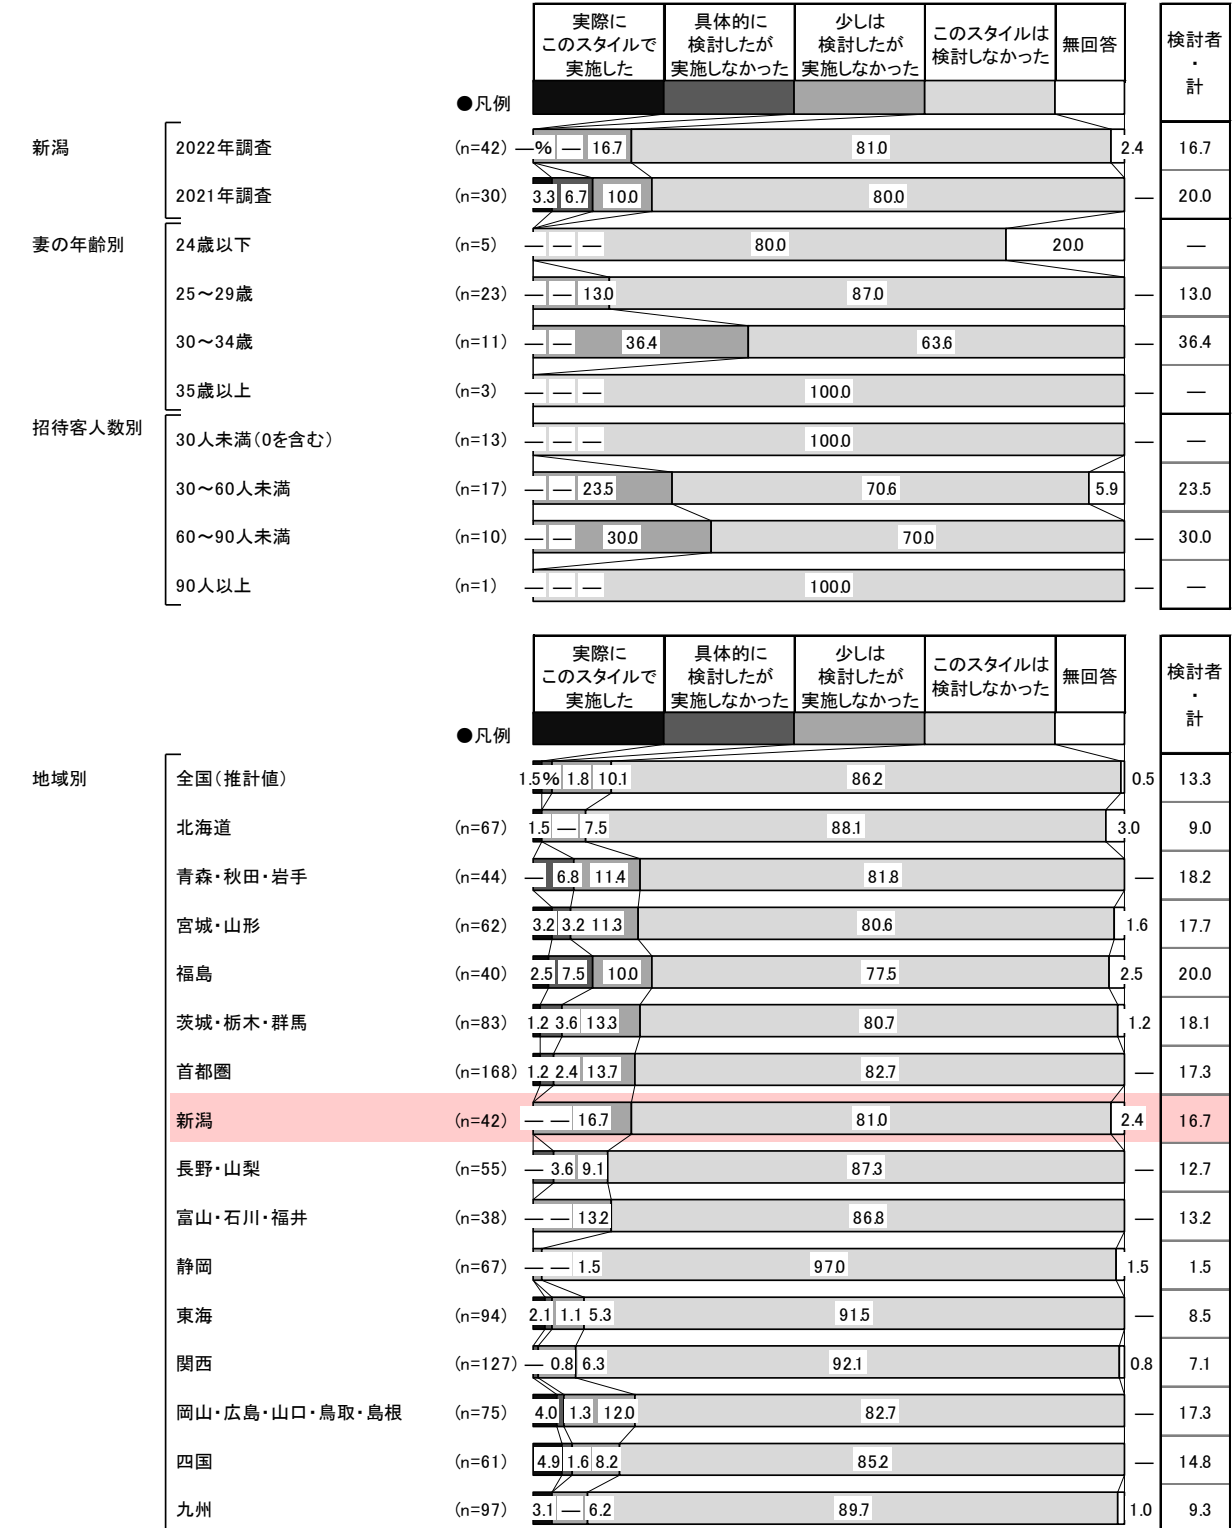 実際に
このスタイルで
実施した
具体的に
検討したが
実施しなかった
少しは
検討したが
実施しなかった
このスタイルは
検討しなかった
無回答
検討者
・
計
●凡例
新潟 2022年調査 (n=42) —% — 16.7 81.0 2.4 16.7
2021年調査 (n=30) 3.3 6.7 10.0 80.0 — 20.0
妻の年齢別 24歳以下 (n=5) — — — 80.0 20.0 —
25～29歳 (n=23) — — 13.0 87.0 — 13.0
30～34歳 (n=11) — — 36.4 63.6 — 36.4
35歳以上 (n=3) — — — 100.0 — —
招待客人数別 30人未満(0を含む) (n=13) — — — 100.0 — —
30～60人未満 (n=17) — — 23.5 70.6 5.9 23.5
60～90人未満 (n=10) — — 30.0 70.0 — 30.0
90人以上 (n=1) — — — 100.0 — —
実際に
このスタイルで
実施した
具体的に
検討したが
実施しなかった
少しは
検討したが
実施しなかった
このスタイルは
検討しなかった
無回答
検討者
・
計
●凡例
地域別 全国(推計値) 1.5% 1.8 10.1 86.2 0.5 13.3
北海道 (n=67) 1.5 — 7.5 88.1 3.0 9.0
青森・秋田・岩手 (n=44) — 6.8 11.4 81.8 — 18.2
宮城・山形 (n=62) 3.2 3.2 11.3 80.6 1.6 17.7
福島 (n=40) 2.5 7.5 10.0 77.5 2.5 20.0
茨城・栃木・群馬 (n=83) 1.2 3.6 13.3 80.7 1.2 18.1
首都圏 (n=168) 1.2 2.4 13.7 82.7 — 17.3
新潟 (n=42) — — 16.7 81.0 2.4 16.7
長野・山梨 (n=55) — 3.6 9.1 87.3 — 12.7
富山・石川・福井 (n=38) — — 13.2 86.8 — 13.2
静岡 (n=67) — — 1.5 97.0 1.5 1.5
東海 (n=94) 2.1 1.1 5.3 91.5 — 8.5
関西 (n=127) — 0.8 6.3 92.1 0.8 7.1
岡山・広島・山口・鳥取・島根 (n=75) 4.0 1.3 12.0 82.7 — 17.3
四国 (n=61) 4.9 1.6 8.2 85.2 — 14.8
九州 (n=97) 3.1 — 6.2 89.7 1.0 9.3